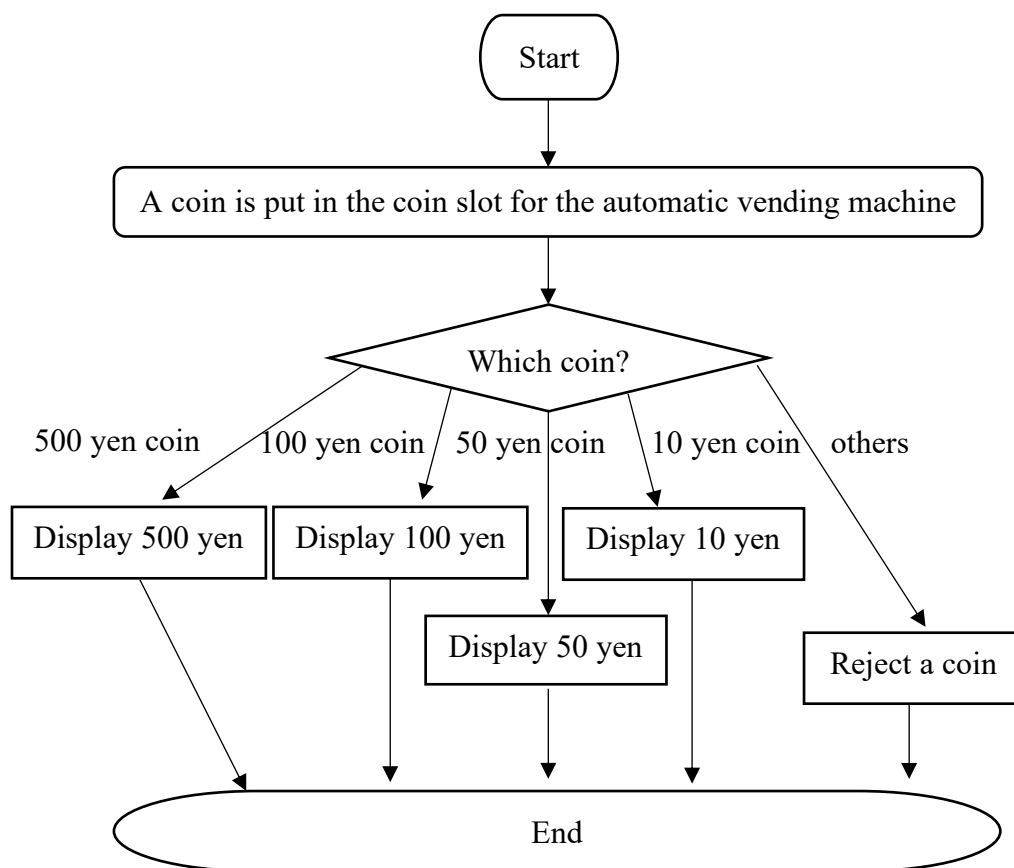 Start
A coin is put in the coin slot for the automatic vending machine
Which coin?
500 yen coin
100 yen coin
50 yen coin
10 yen coin
others
Display 500 yen
Display 100 yen
Display 10 yen
Display 50 yen
Reject a coin
End